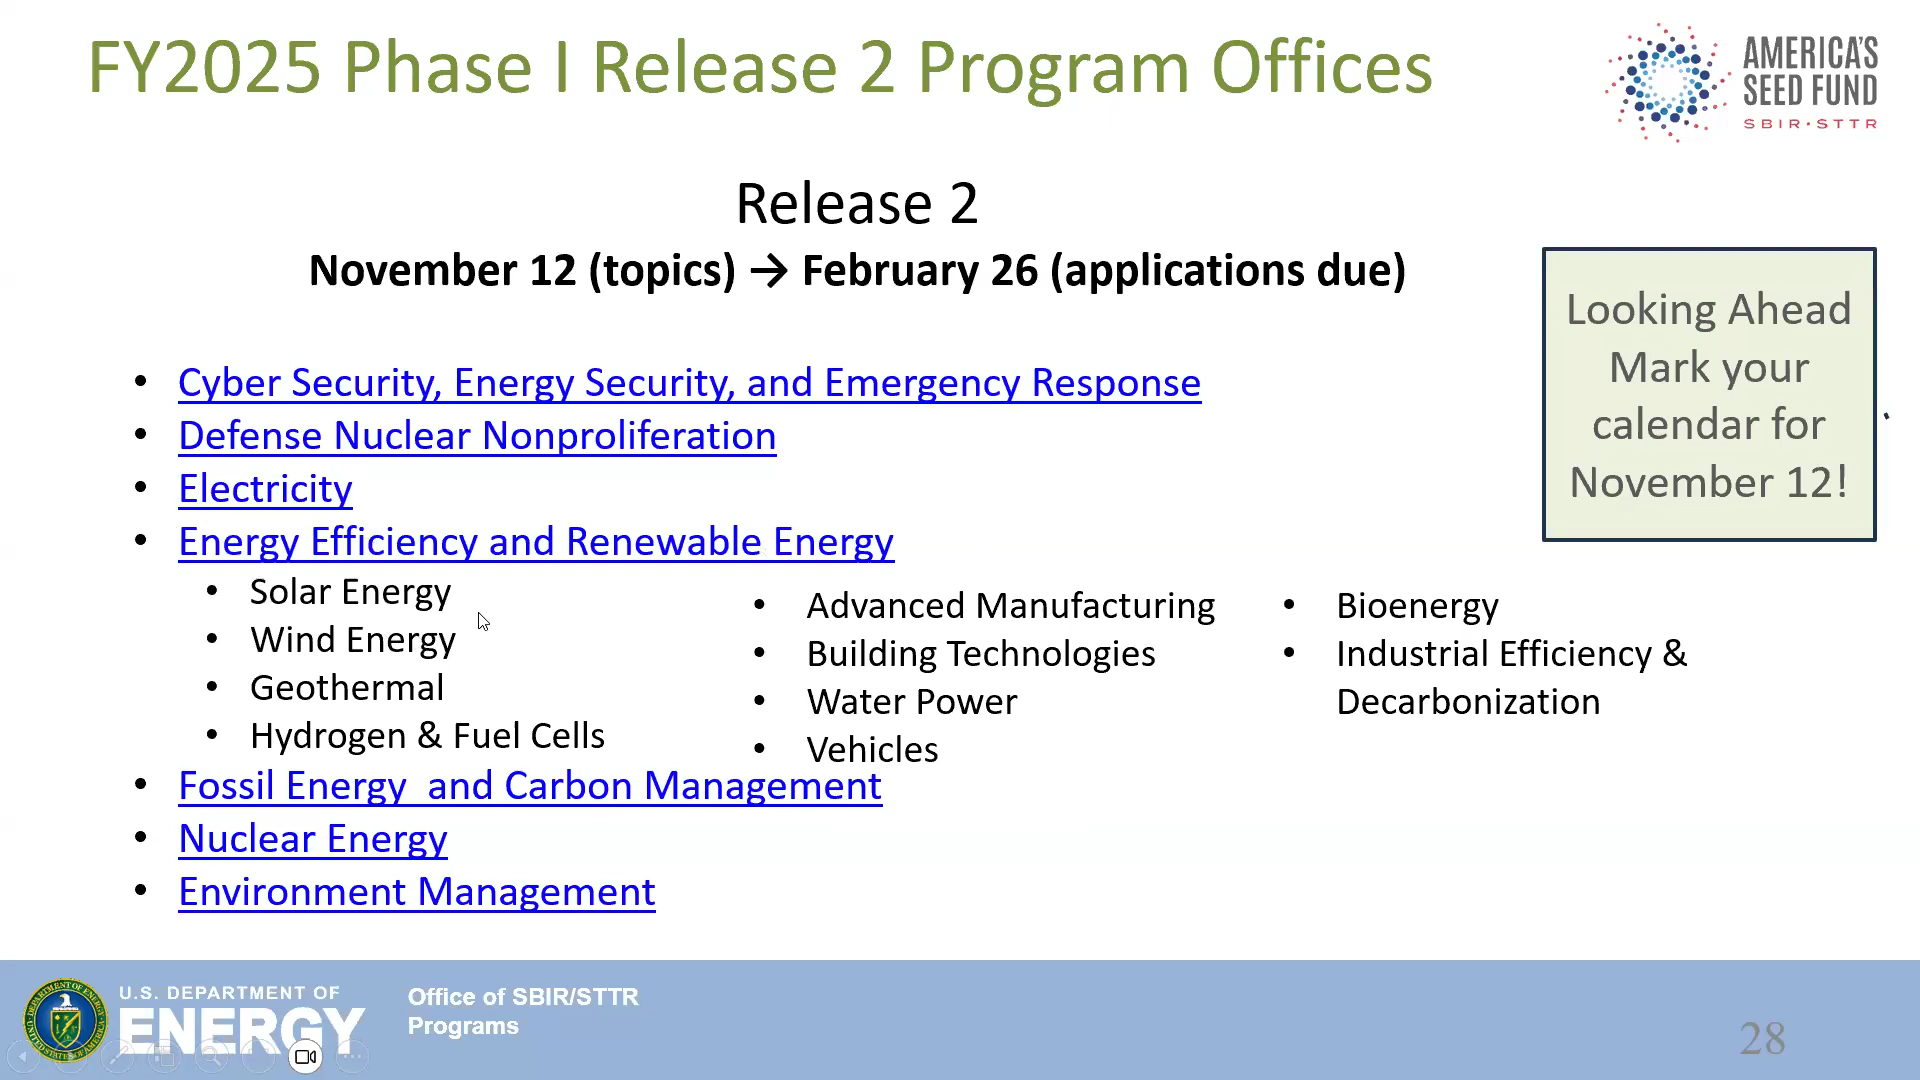 FY2025 Phase I Release 2 Program Offices
AMERICA'S
SEED FUND
SBIR·STTR
Release 2
November 12 (topics) → February 26 (applications due)
Looking Ahead
Mark your
calendar for
November 12!
• Cyber Security, Energy Security, and Emergency Response
• Defense Nuclear Nonproliferation
• Electricity
• Energy Efficiency and Renewable Energy
• Solar Energy
• Wind Energy
• Geothermal
• Hydrogen & Fuel Cells
• Advanced Manufacturing
• Building Technologies
• Water Power
• Vehicles
• Bioenergy
• Industrial Efficiency &
Decarbonization
• Fossil Energy  and Carbon Management
• Nuclear Energy
• Environment Management
U.S. DEPARTMENT OF
ENERGY
Office of SBIR/STTR
Programs
28